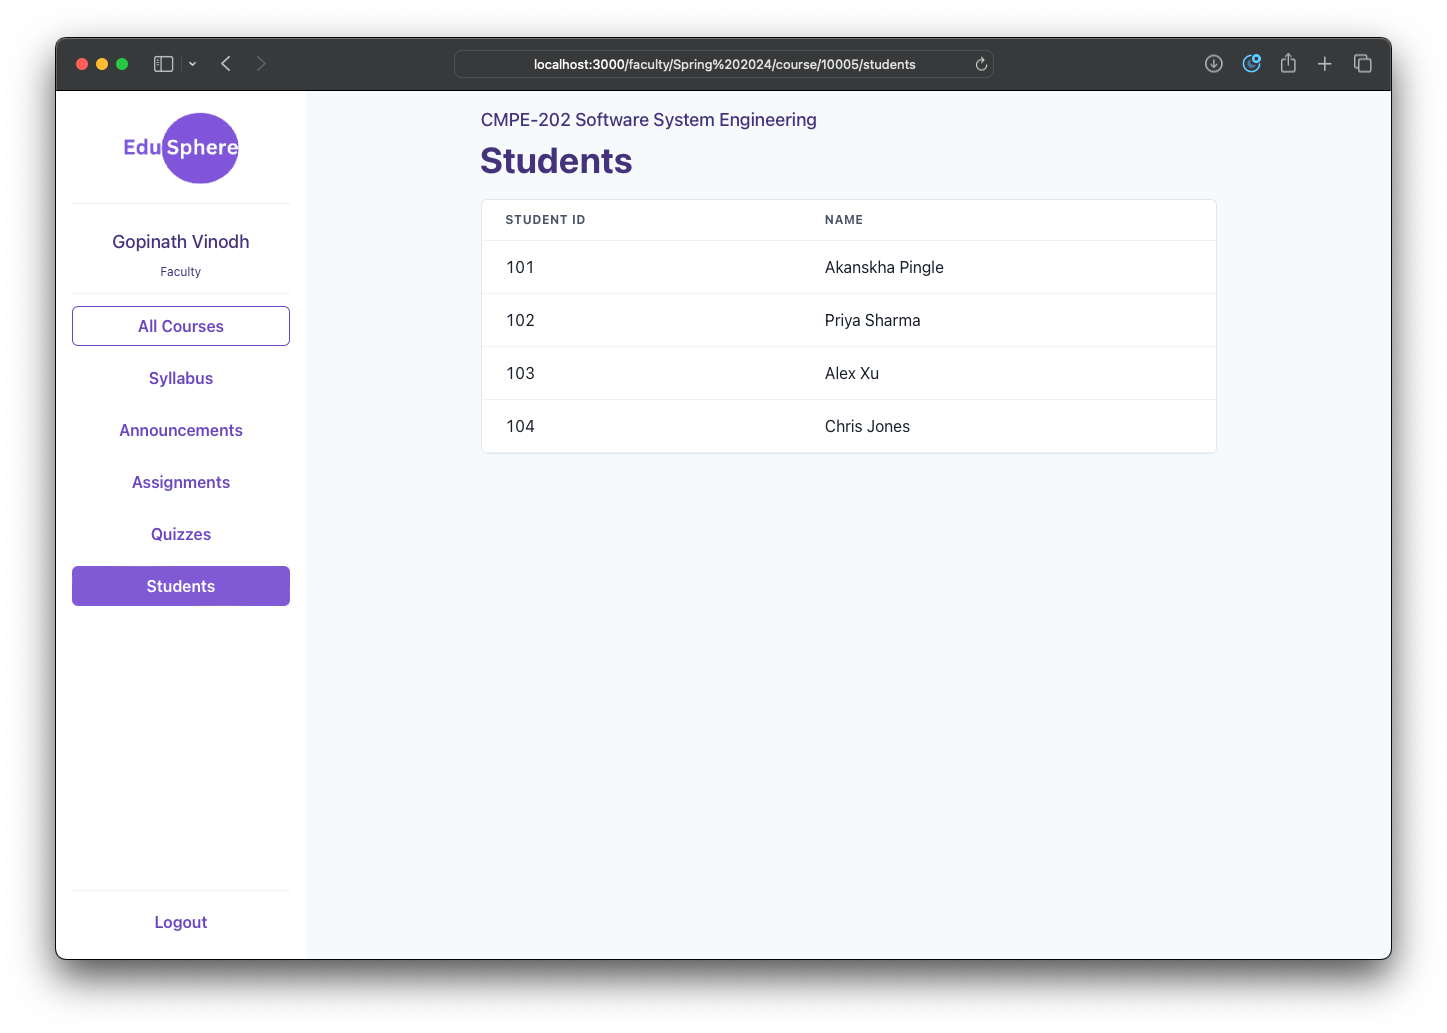 localhost:3000/faculty/Spring%202024/course/10005/students
EduSphere
Gopinath Vinodh
Faculty
All Courses
Syllabus
Announcements
Assignments
Quizzes
Students
Logout
CMPE-202 Software System Engineering
Students
STUDENT ID NAME
101 Akanskha Pingle
102 Priya Sharma
103 Alex Xu
104 Chris Jones